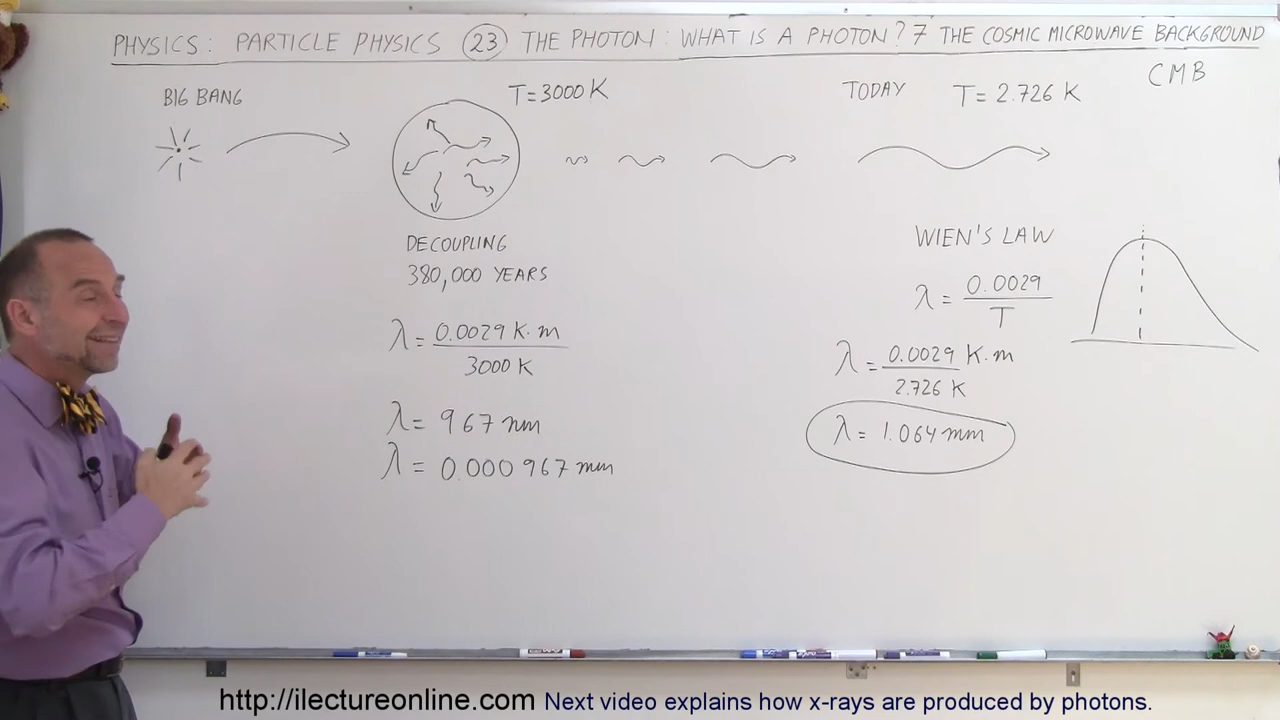 PHYSICS: PARTICLE PHYSICS (23) THE PHOTON: WHAT IS A PHOTON? 7 THE COSMIC MICROWAVE BACKGROUND
CMB
BIG BANG
T=3000 K
TODAY T= 2.726 K
DECOUPLING
380,000 YEARS
λ= 0.0029 K·m
3000 K
λ= 967 nm
λ= 0.000 967 mm
WIEN'S LAW
λ= 0.0029
T
λ= 0.0029 K·m
2.726 K
λ= 1.064 mm
http://ilectureonline.com Next video explains how x-rays are produced by photons.